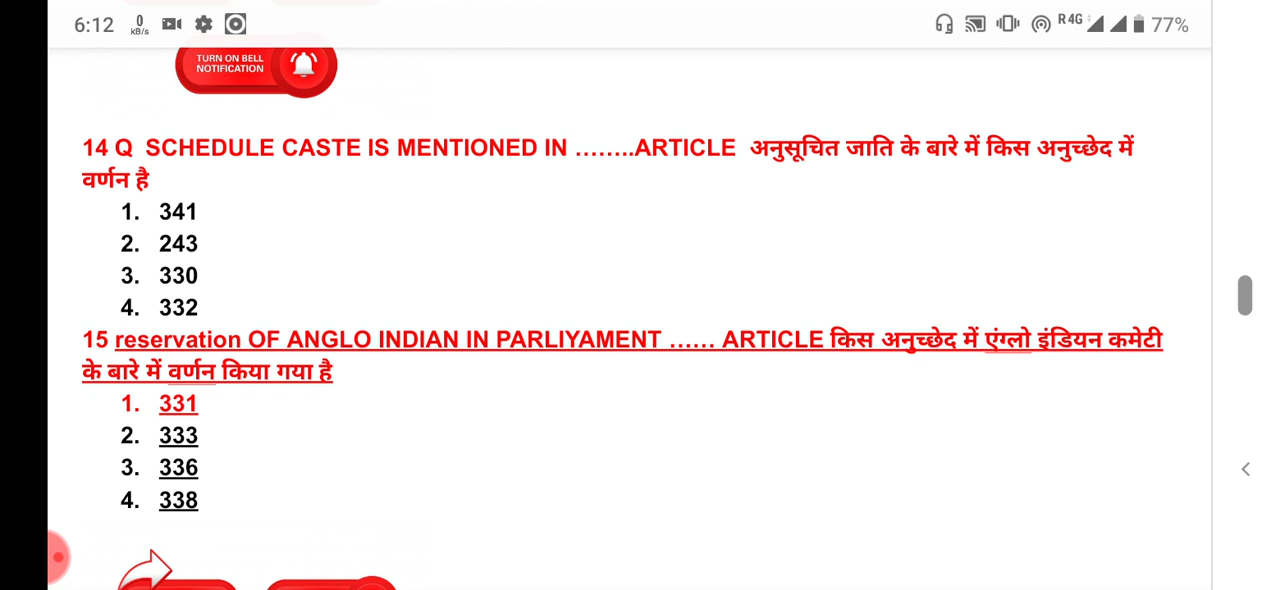 6:12 0 kB/s R4G 77%
TURN ON BELL
NOTIFICATION
14 Q SCHEDULE CASTE IS MENTIONED IN ........ARTICLE अनुसूचित जाति के बारे में किस अनुच्छेद में
वर्णन है
1. 341
2. 243
3. 330
4. 332
15 reservation OF ANGLO INDIAN IN PARLIYAMENT ...... ARTICLE किस अनुच्छेद में एंग्लो इंडियन कमेटी
के बारे में वर्णन किया गया है
1. 331
2. 333
3. 336
4. 338